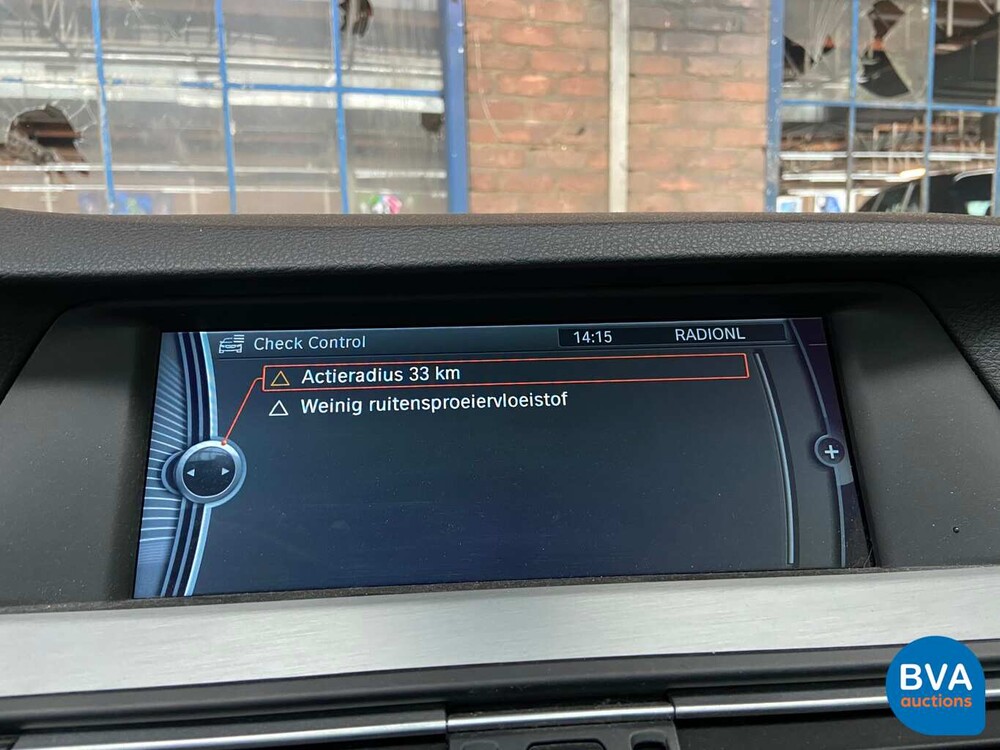 Check Control
14:15
RADIONL
Actieradius 33 km
Weinig ruitensproeiervloeistof
+
BVA
auctions